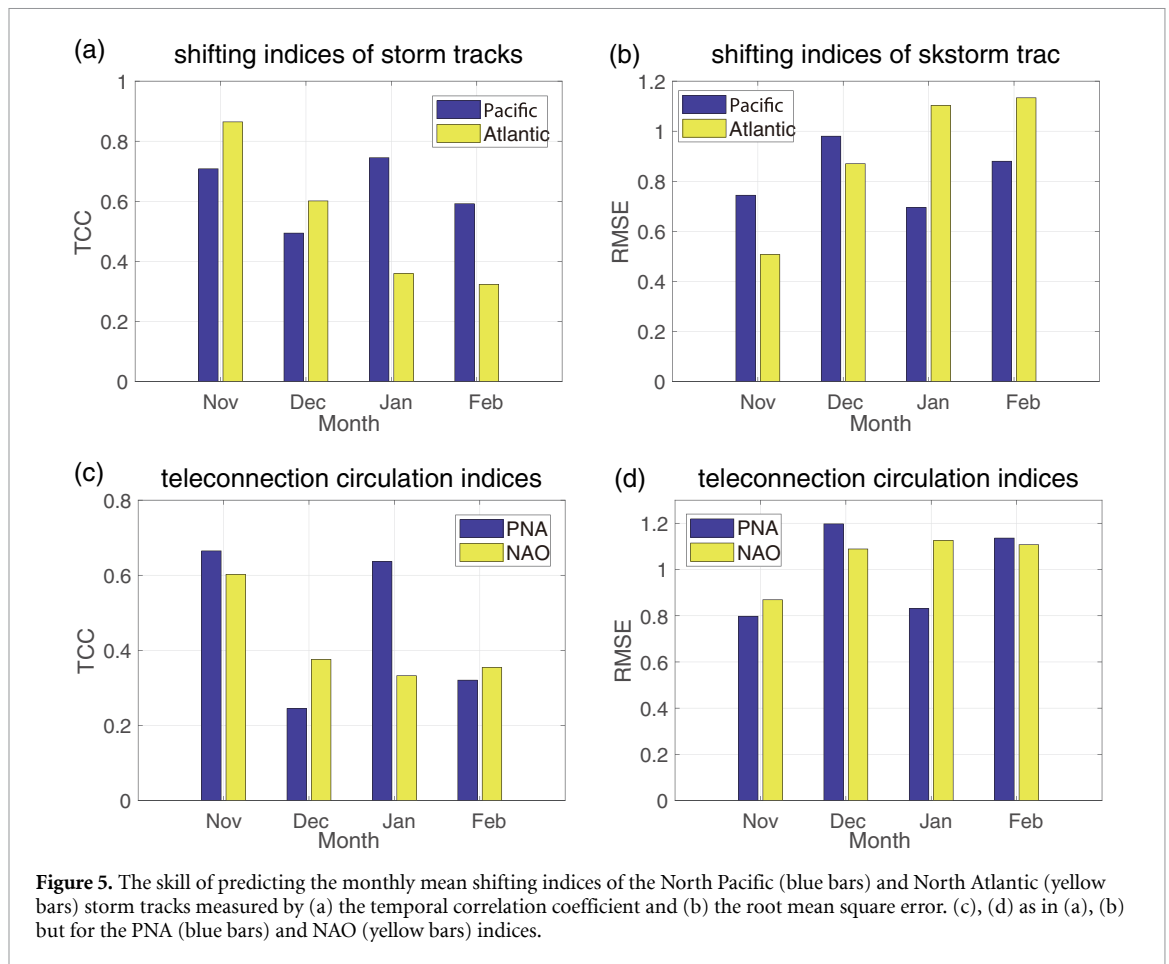 (a) shifting indices of storm tracks
1
0.8
0.6
0.4
0.2
0
TCC
Pacific
Atlantic
Nov Dec Jan Feb
Month
(b) shifting indices of skstorm trac
1.2
1
0.8
0.6
0.4
0.2
0
RMSE
Pacific
Atlantic
Nov Dec Jan Feb
Month
(c) teleconnection circulation indices
0.8
0.6
0.4
0.2
0
TCC
PNA
NAO
Nov Dec Jan Feb
Month
(d) teleconnection circulation indices
1.2
1
0.8
0.6
0.4
0.2
0
RMSE
PNA
NAO
Nov Dec Jan Feb
Month
Figure 5. The skill of predicting the monthly mean shifting indices of the North Pacific (blue bars) and North Atlantic (yellow
bars) storm tracks measured by (a) the temporal correlation coefficient and (b) the root mean square error. (c), (d) as in (a), (b)
but for the PNA (blue bars) and NAO (yellow bars) indices.